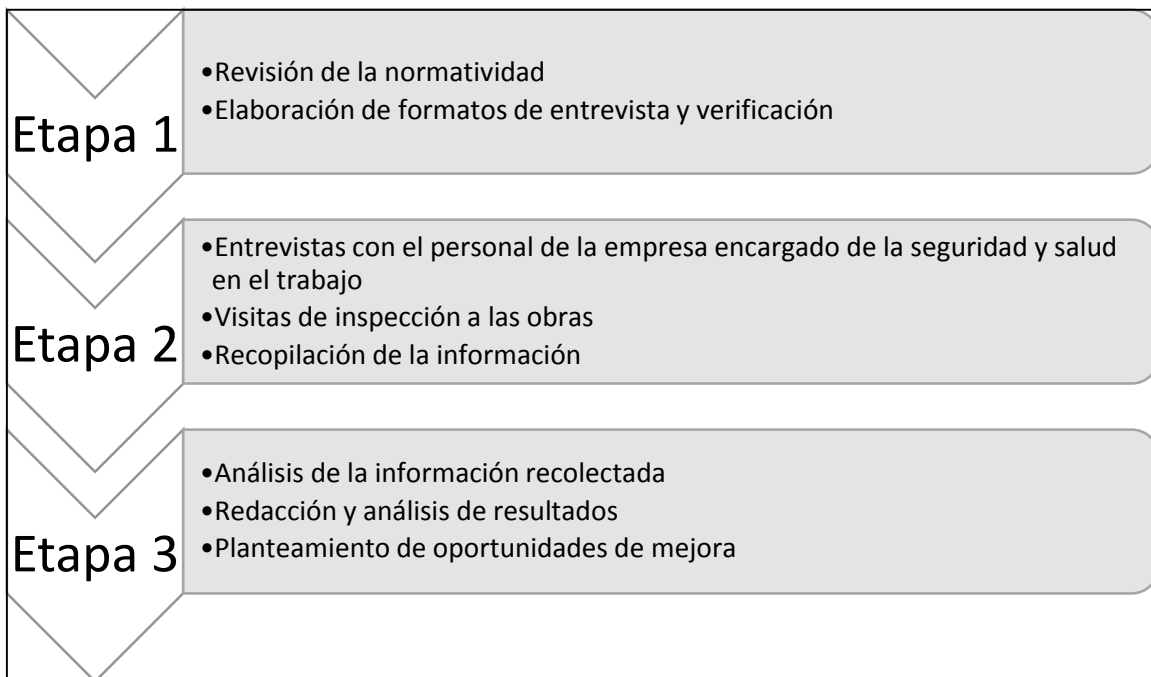 Etapa 1
•Revisión de la normatividad
•Elaboración de formatos de entrevista y verificación
Etapa 2
•Entrevistas con el personal de la empresa encargado de la seguridad y salud
en el trabajo
•Visitas de inspección a las obras
•Recopilación de la información
Etapa 3
•Análisis de la información recolectada
•Redacción y análisis de resultados
•Planteamiento de oportunidades de mejora